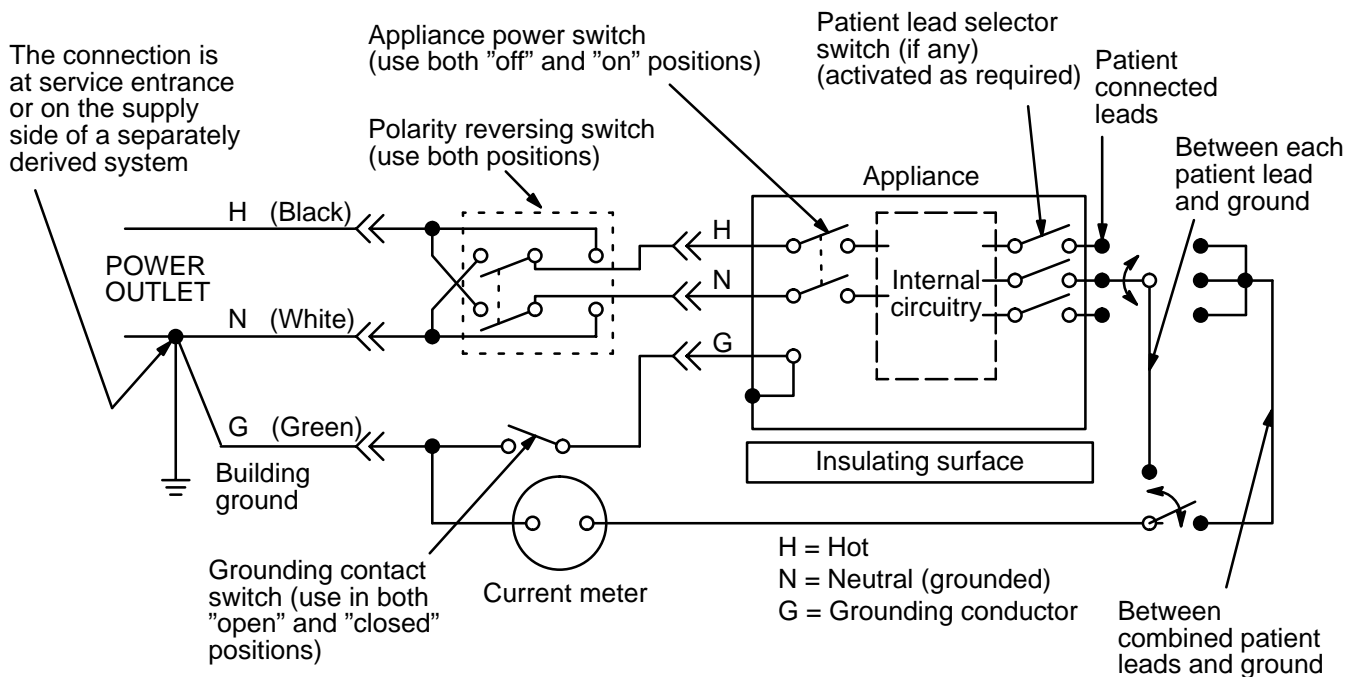 The connection is
at service entrance
or on the supply
side of a separately
derived system
Appliance power switch
(use both ”off” and ”on” positions)
Patient lead selector
switch (if any)
(activated as required)
Patient
connected
leads
Polarity reversing switch
(use both positions)
Between each
patient lead
and ground
Appliance
H (Black)
H
POWER
OUTLET
N
Internal
circuitry
N (White)
G
G (Green)
Insulating surface
Building
ground
Grounding contact
switch (use in both
”open” and ”closed”
positions)
Current meter
H = Hot
N = Neutral (grounded)
G = Grounding conductor
Between
combined patient
leads and ground